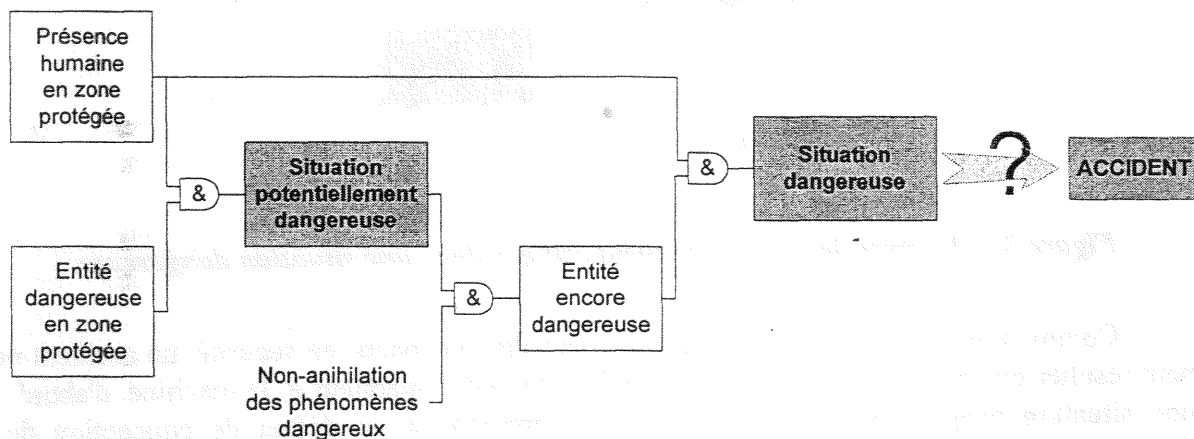 Présence
humaine
en zone
protégée
&
Situation
potentiellement
dangereuse
Entité
dangereuse
en zone
protégée
&
Non-anihilation
des phénomènes
dangereux
Entité
encore
dangereuse
&
Situation
dangereuse
?
ACCIDENT